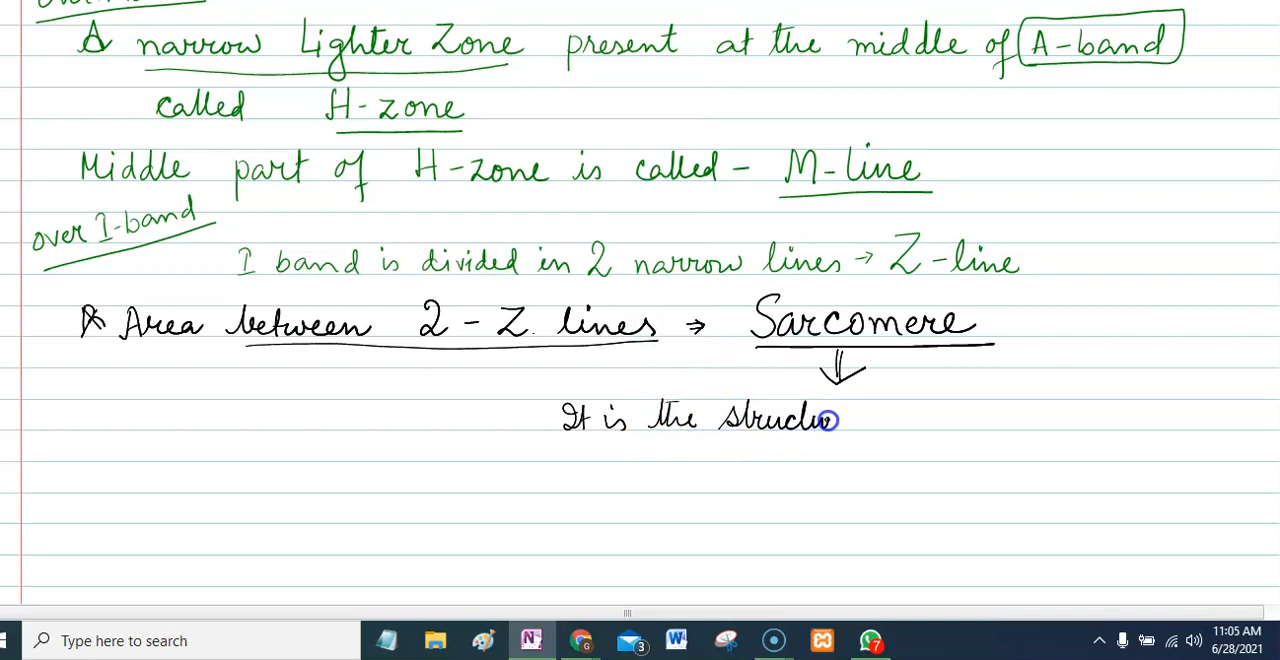 A narrow Lighter Zone present at the middle of A-band
called H-zone
Middle part of H-zone is called - M-line
over I-band
I band is divided in 2 narrow lines → Z-line
Area between 2 - Z. lines ⇒ Sarcomere
It is the structu
Type here to search
3
7
11:05 AM
6/28/2021